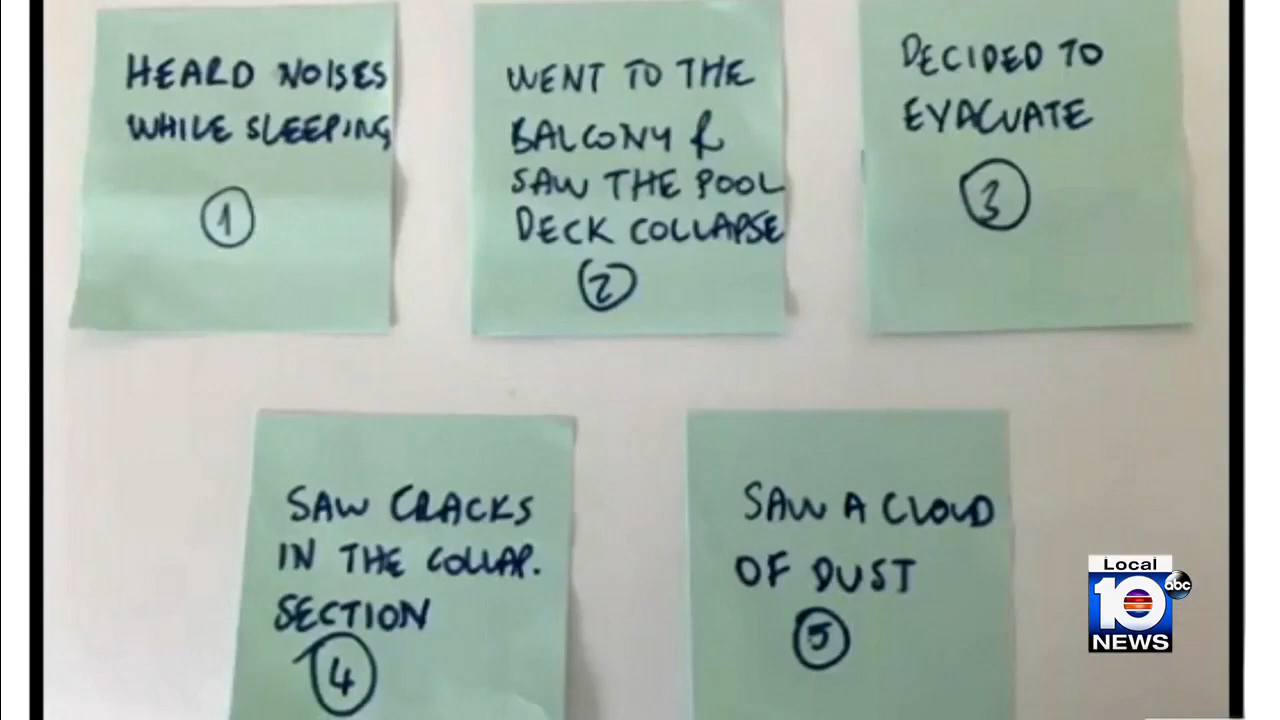 HEARD NOISES
WHILE SLEEPING
1
WENT TO THE
BALCONY &
SAW THE POOL
DECK COLLAPSE
2
DECIDED TO
EVACUATE
3
SAW CRACKS
IN THE COLLAP.
SECTION
4
SAW A CLOUD
OF DUST
5
Local
10
abc
NEWS